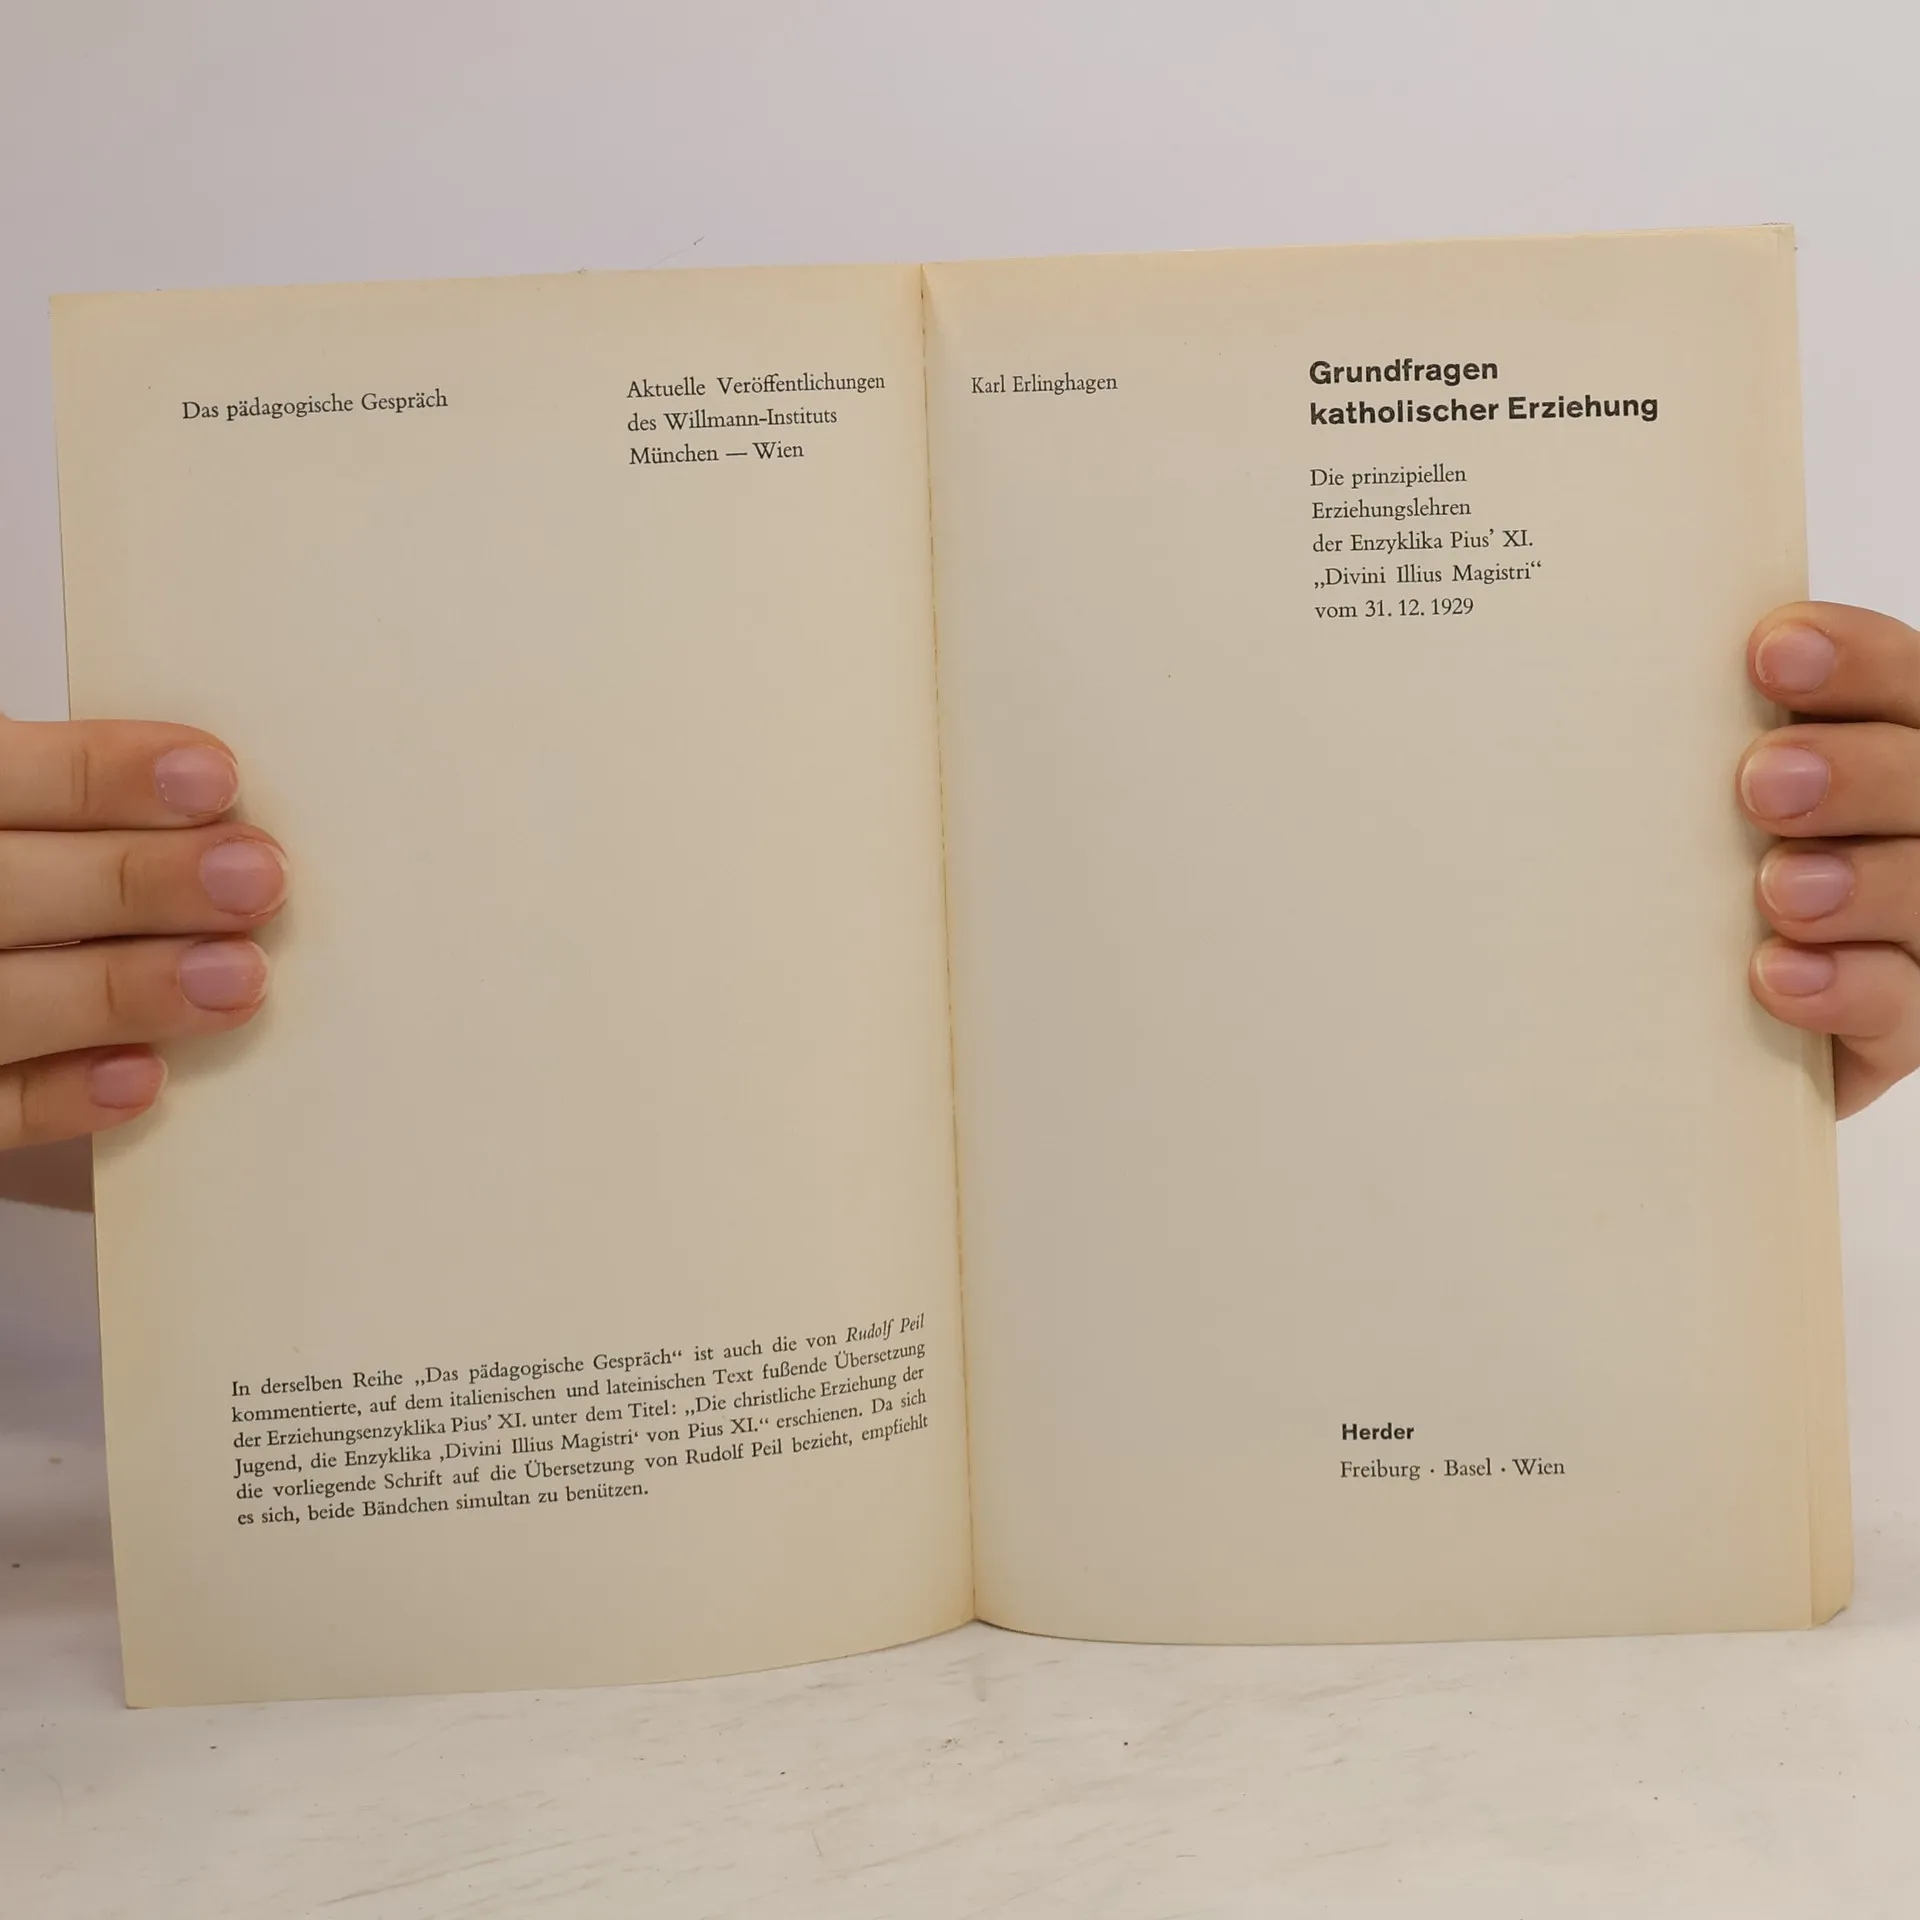 Das pädagogische Gespräch
Aktuelle Veröffentlichungen
des Willmann-Instituts
München — Wien
In derselben Reihe „Das pädagogische Gespräch“ ist auch die von Rudolf Peil
kommentierte, auf dem italienischen und lateinischen Text fußende Übersetzung
der Erziehungsenzyklika Pius’ XI. unter dem Titel: „Die christliche Erziehung der
Jugend, die Enzyklika ‚Divini Illius Magistri‘ von Pius XI.“ erschienen. Da sich
die vorliegende Schrift auf die Übersetzung von Rudolf Peil bezieht, empfiehlt
es sich, beide Bändchen simultan zu benützen.
Karl Erlinghagen
Grundfragen
katholischer Erziehung
Die prinzipiellen
Erziehungslehren
der Enzyklika Pius’ XI.
„Divini Illius Magistri“
vom 31. 12. 1929
Herder
Freiburg · Basel · Wien